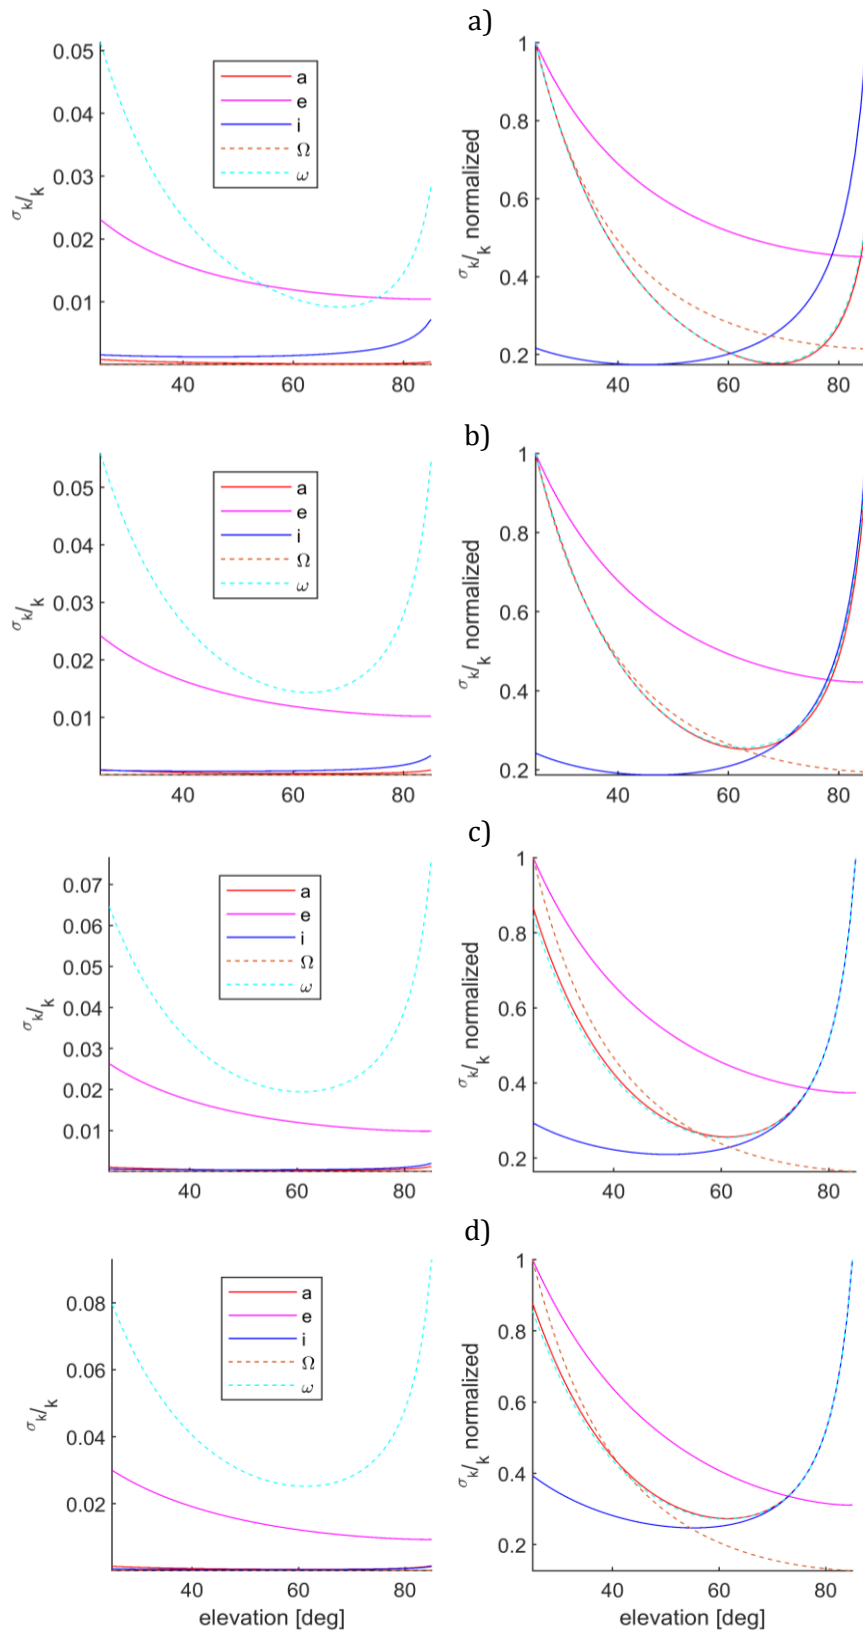 a)
0.05
0.04
0.03
0.02
0.01
σk/k
a
e
i
Ω
ω
40 60 80
1
0.8
0.6
0.4
0.2
σk/k normalized
40 60 80
b)
0.05
0.04
0.03
0.02
0.01
σk/k
a
e
i
Ω
ω
40 60 80
1
0.8
0.6
0.4
0.2
σk/k normalized
40 60 80
c)
0.07
0.06
0.05
0.04
0.03
0.02
0.01
σk/k
a
e
i
Ω
ω
40 60 80
1
0.8
0.6
0.4
0.2
σk/k normalized
40 60 80
d)
0.08
0.06
0.04
0.02
σk/k
a
e
i
Ω
ω
40 60 80
elevation [deg]
1
0.8
0.6
0.4
0.2
σk/k normalized
40 60 80
elevation [deg]